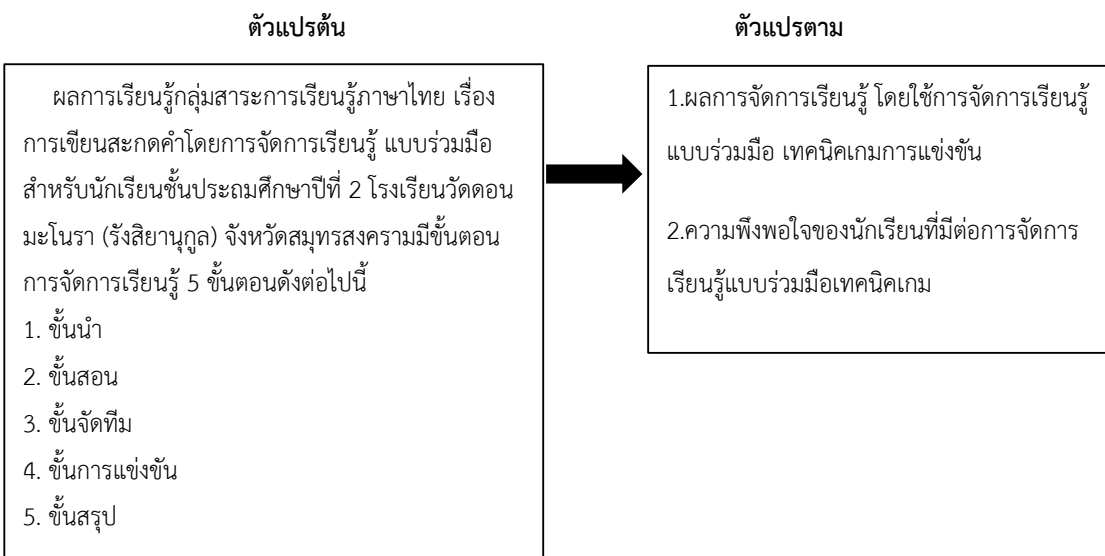 ตัวแปรต้น
ตัวแปรตาม
ผลการเรียนรู้กลุ่มสาระการเรียนรู้ภาษาไทย เรื่อง
การเขียนสะกดคำโดยการจัดการเรียนรู้ แบบร่วมมือ
สำหรับนักเรียนชั้นประถมศึกษาปีที่ 2 โรงเรียนวัดดอน
มะโนรา (รังสิยานุกูล) จังหวัดสมุทรสงครามมีขั้นตอน
การจัดการเรียนรู้ 5 ขั้นตอนดังต่อไปนี้
1. ขั้นนำ
2. ขั้นสอน
3. ขั้นจัดทีม
4. ขั้นการแข่งขัน
5. ขั้นสรุป
1.ผลการจัดการเรียนรู้ โดยใช้การจัดการเรียนรู้
แบบร่วมมือ เทคนิคเกมการแข่งขัน
2.ความพึงพอใจของนักเรียนที่มีต่อการจัดการ
เรียนรู้แบบร่วมมือเทคนิคเกม